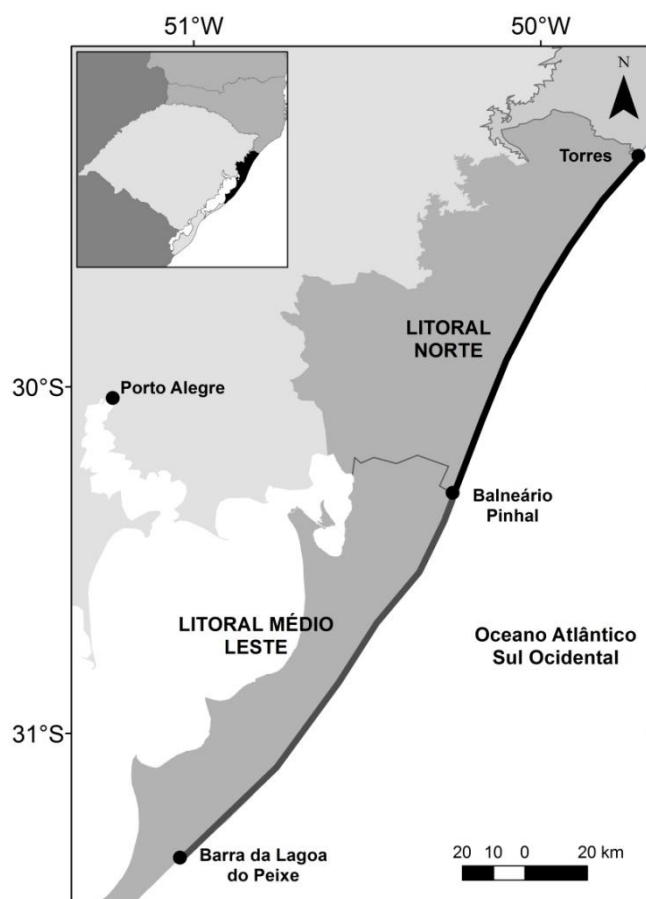 51°W
50°W
N
Torres
LITORAL
NORTE
30°S
Porto Alegre
Balneário
Pinhal
LITORAL MÉDIO
LESTE
Oceano Atlântico
Sul Ocidental
31°S
Barra da Lagoa
do Peixe
20 10 0 20 km